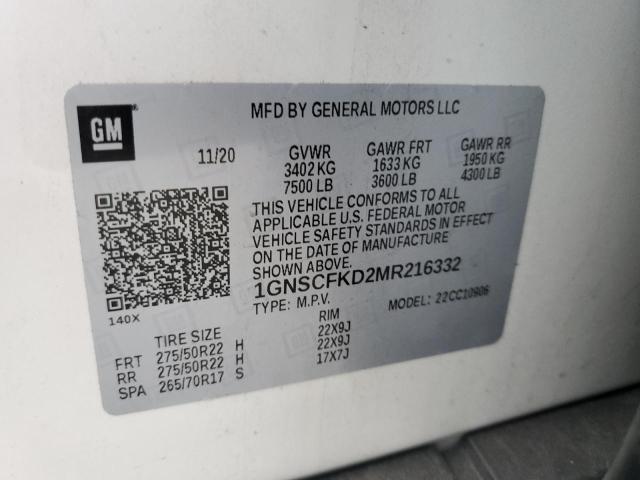 GM
MFD BY GENERAL MOTORS LLC
11/20 GVWR GAWR FRT GAWR RR
3402 KG 1633 KG 1950 KG
7500 LB 3600 LB 4300 LB
THIS VEHICLE CONFORMS TO ALL
APPLICABLE U.S. FEDERAL MOTOR
VEHICLE SAFETY STANDARDS IN EFFECT
ON THE DATE OF MANUFACTURE
SHOWN ABOVE.
1GNSCFKD2MR216332
TYPE: M.P.V. MODEL: 22CC10906
140X
TIRE SIZE RIM
FRT 275/50R22 H 22X9J
RR 275/50R22 H 22X9J
SPA 265/70R17 S 17X7J